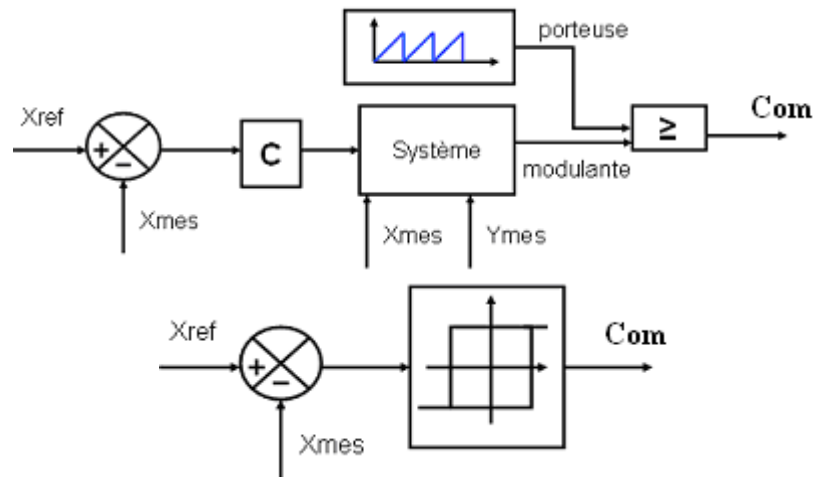 porteuse
Xref
+
−
C
Système
≥
Com
modulante
Xmes
Xmes
Ymes
Xref
+
−
Com
Xmes